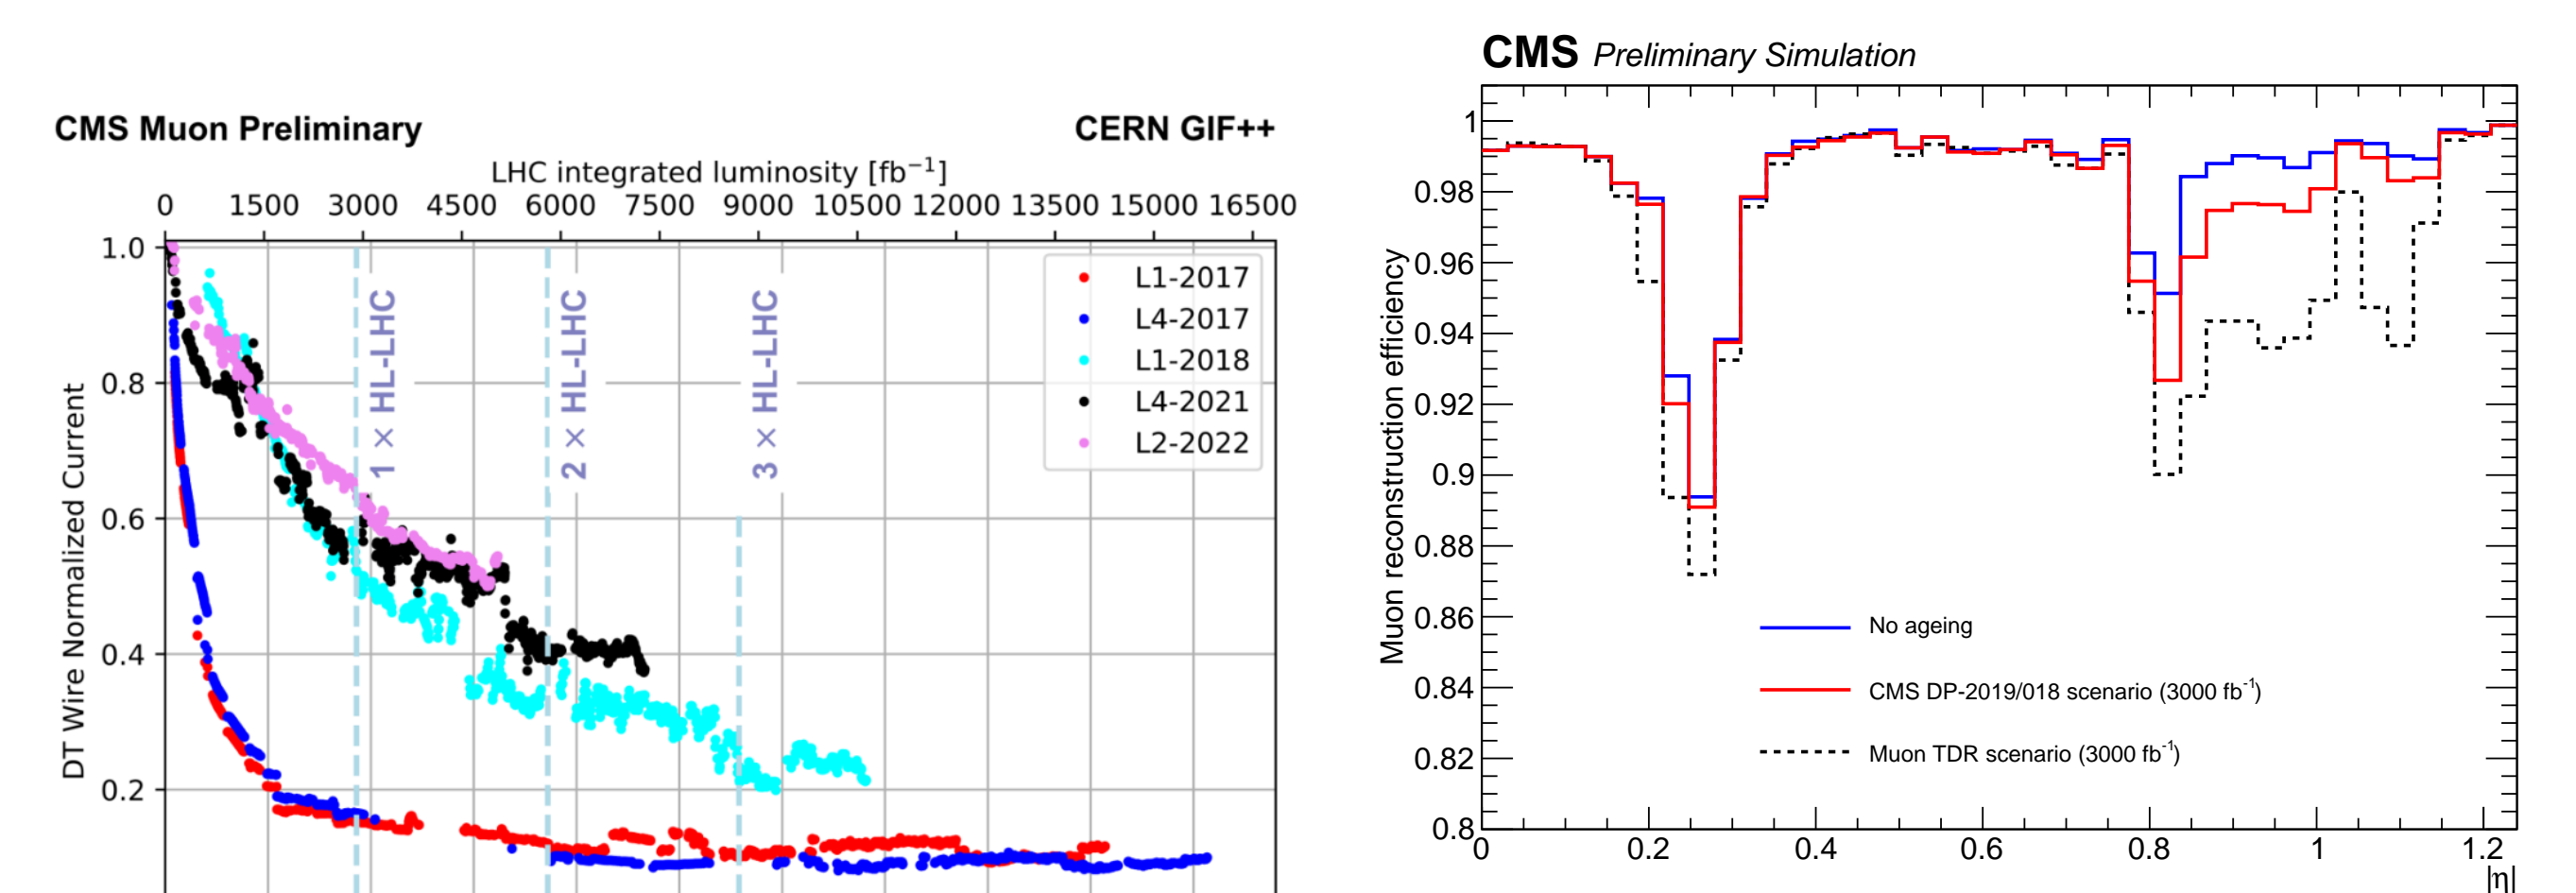 CMS Muon Preliminary CERN GIF++
LHC integrated luminosity [fb⁻¹]
0 1500 3000 4500 6000 7500 9000 10500 12000 13500 15000 16500
DT Wire Normalized Current
1.0
0.8
0.6
0.4
0.2
1 × HL-LHC
2 × HL-LHC
3 × HL-LHC
L1-2017
L4-2017
L1-2018
L4-2021
L2-2022
CMS Preliminary Simulation
Muon reconstruction efficiency
1
0.98
0.96
0.94
0.92
0.9
0.88
0.86
0.84
0.82
0.8
No ageing
CMS DP-2019/018 scenario (3000 fb⁻¹)
Muon TDR scenario (3000 fb⁻¹)
0 0.2 0.4 0.6 0.8 1 1.2
|η|